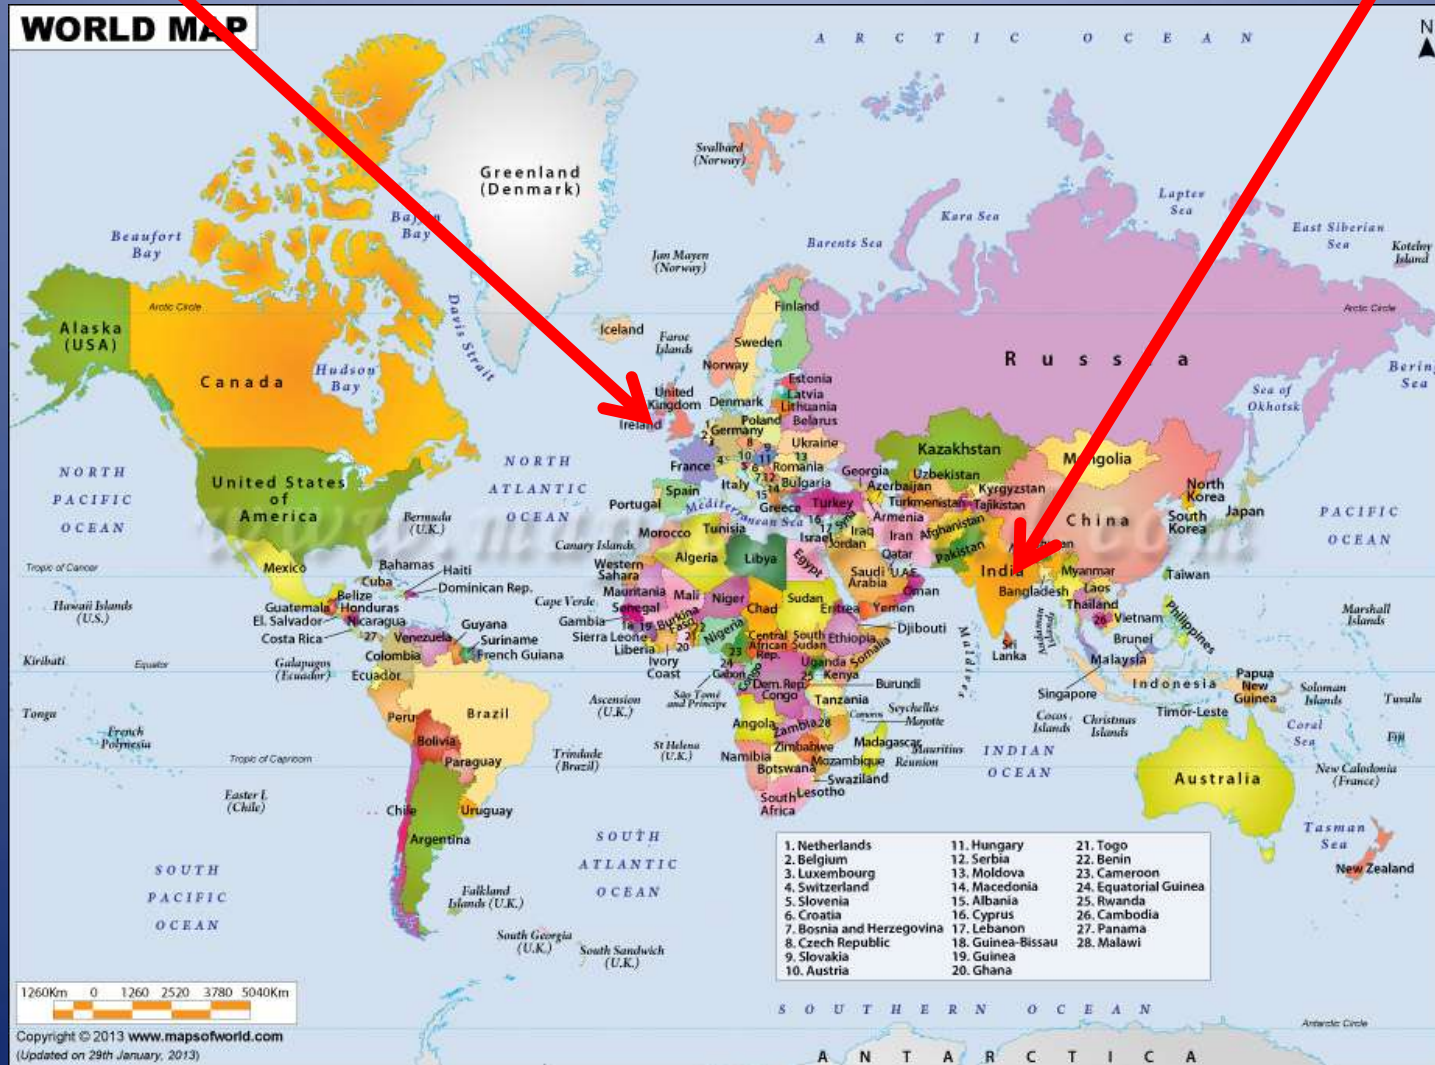 WORLD MAP
N
A R C T I C O C E A N
Greenland
(Denmark)
Svalbard
(Norway)
Laptev
Sea
Kara Sea
East Siberian
Sea
Kotelny
Island
Beaufort
Bay
Baffin
Bay
Barents Sea
Jan Mayen
(Norway)
Arctic Circle
Arctic Circle
Alaska
(USA)
Davis Strait
Iceland
Faroe
Islands
Finland
Sweden
Norway
Russia
Bering
Sea
Sea of
Okhotsk
Canada
Hudson
Bay
United
Kingdom
Ireland
Denmark
Estonia
Latvia
Lithuania
Belarus
Poland
Germany
Ukraine
France
Romania
Bulgaria
Italy
Spain
Portugal
Greece
Mediterranean Sea
Turkey
Georgia
Azerbaijan
Armenia
Kazakhstan
Uzbekistan
Turkmenistan
Kyrgyzstan
Tajikistan
Mongolia
China
North
Korea
South
Korea
Japan
NORTH
PACIFIC
OCEAN
United States
of
America
NORTH
ATLANTIC
OCEAN
PACIFIC
OCEAN
Bermuda
(U.K.)
Canary Islands
Morocco
Tunisia
Algeria
Libya
Egypt
Israel
Syria
Jordan
Iraq
Iran
Afghanistan
Pakistan
Qatar
U.A.E
Saudi
Arabia
Oman
Yemen
India
Bangladesh
Myanmar
Laos
Thailand
Vietnam
Taiwan
Philippines
Tropic of Cancer
Mexico
Bahamas
Cuba
Haiti
Dominican Rep.
Belize
Guatemala
Honduras
El. Salvador
Nicaragua
Costa Rica
Hawaii Islands
(U.S.)
Cape Verde
Western
Sahara
Mauritania
Mali
Niger
Chad
Sudan
Eritrea
Djibouti
Senegal
Gambia
Burkina
Faso
Sierra Leone
Liberia
Ivory
Coast
Nigeria
Central
African
Rep.
South
Sudan
Ethiopia
Somalia
Maldives
Sri
Lanka
Brunei
Malaysia
Singapore
Indonesia
Marshall
Islands
Kiribati
Equator
Galapagos
(Ecuador)
Venezuela
Guyana
Suriname
French Guiana
Colombia
Ecuador
Peru
Brazil
Bolivia
Paraguay
Chile
Uruguay
Argentina
Ascension
(U.K.)
São Tomé
and Principe
Gabon
Congo
Dem. Rep.
Congo
Uganda
Kenya
Burundi
Tanzania
Seychelles
Comoros
Mayotte
Angola
Zambia
Zimbabwe
Mozambique
Madagascar
Mauritius
Reunion
Namibia
Botswana
Swaziland
Lesotho
South
Africa
St Helena
(U.K.)
Trindade
(Brazil)
INDIAN
OCEAN
Cocos
Islands
Christmas
Islands
Timor-Leste
Papua
New
Guinea
Soloman
Islands
Tuvalu
Coral
Sea
Fiji
New Calodonia
(France)
Australia
Tasman
Sea
New Zealand
Tonga
French
Polynesia
Tropic of Capricorn
Easter I.
(Chile)
SOUTH
PACIFIC
OCEAN
SOUTH
ATLANTIC
OCEAN
Falkland
Islands (U.K.)
South Georgia
(U.K.)
South Sandwich
(U.K.)
1. Netherlands
2. Belgium
3. Luxembourg
4. Switzerland
5. Slovenia
6. Croatia
7. Bosnia and Herzegovina
8. Czech Republic
9. Slovakia
10. Austria
11. Hungary
12. Serbia
13. Moldova
14. Macedonia
15. Albania
16. Cyprus
17. Lebanon
18. Guinea-Bissau
19. Guinea
20. Ghana
21. Togo
22. Benin
23. Cameroon
24. Equatorial Guinea
25. Rwanda
26. Cambodia
27. Panama
28. Malawi
1260Km 0 1260 2520 3780 5040Km
Copyright © 2013 www.mapsofworld.com
(Updated on 29th January, 2013)
SOUTHERN OCEAN
Antarctic Circle
ANTARCTICA